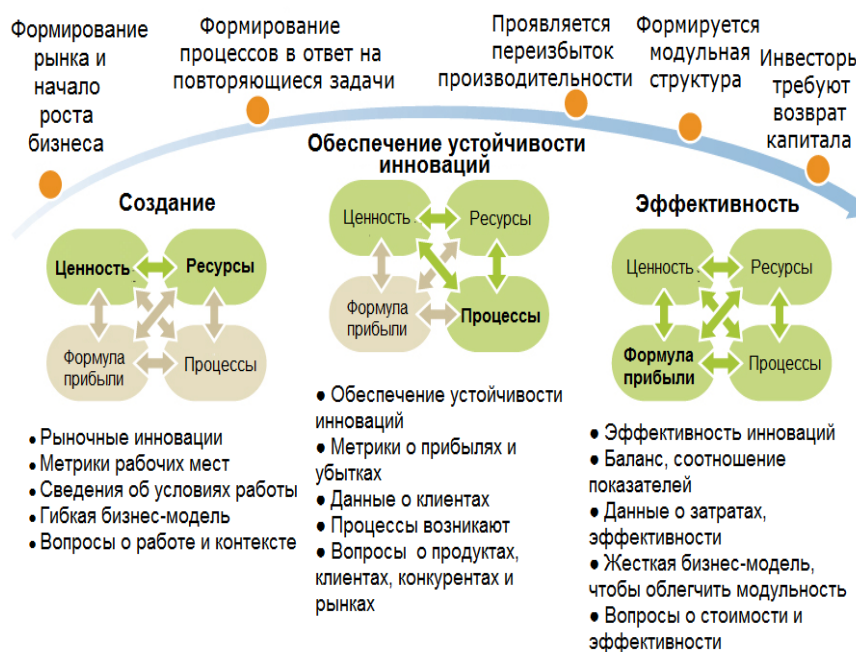 Формирование
рынка и
начало
роста
бизнеса
Формирование
процессов в ответ на
повторяющиеся задачи
Проявляется
переизбыток
производительности
Формируется
модульная
структура
Инвесторы
требуют
возврат
капитала
Создание
Ценность
Ресурсы
Формула
прибыли
Процессы
● Рыночные инновации
● Метрики рабочих мест
● Сведения об условиях работы
● Гибкая бизнес-модель
● Вопросы о работе и контексте
Обеспечение устойчивости
инноваций
Ценность
Ресурсы
Формула
прибыли
Процессы
● Обеспечение устойчивости
инноваций
● Метрики о прибылях и
убытках
● Данные о клиентах
● Процессы возникают
● Вопросы о продуктах,
клиентах, конкурентах и
рынках
Эффективность
Ценность
Ресурсы
Формула
прибыли
Процессы
● Эффективность инноваций
● Баланс, соотношение
показателей
● Данные о затратах,
эффективности
● Жесткая бизнес-модель,
чтобы облегчить модульность
● Вопросы о стоимости и
эффективности